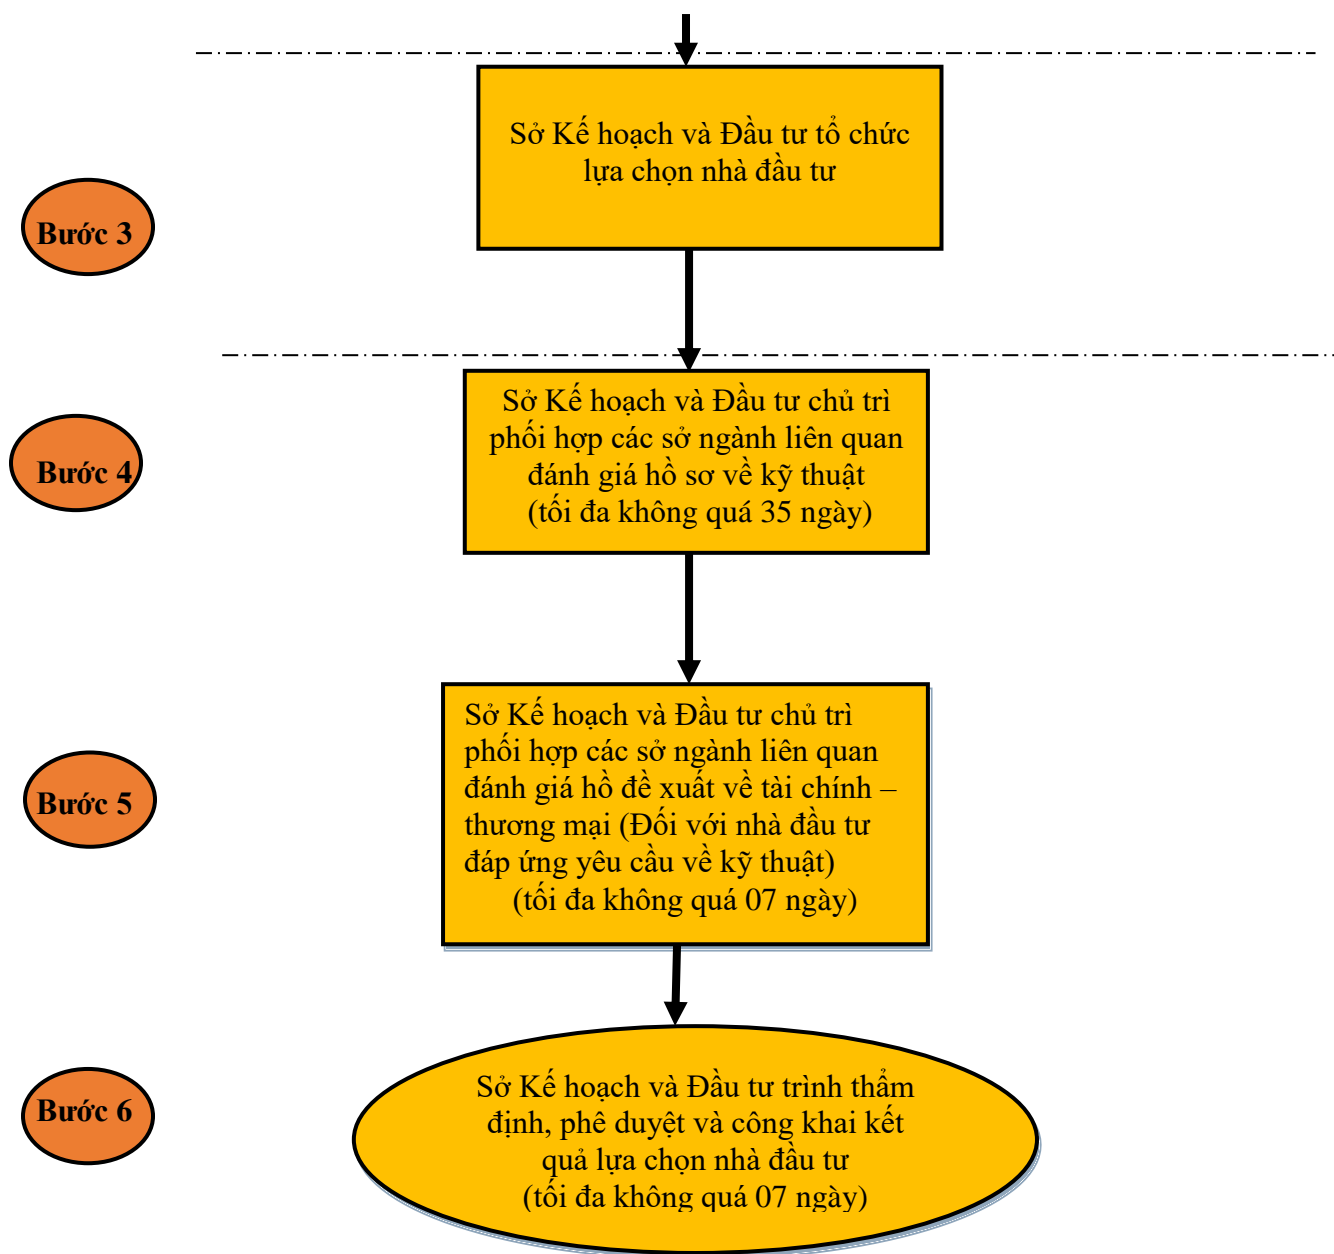 Sở Kế hoạch và Đầu tư tổ chức
lựa chọn nhà đầu tư
Bước 3
Sở Kế hoạch và Đầu tư chủ trì
phối hợp các sở ngành liên quan
đánh giá hồ sơ về kỹ thuật
(tối đa không quá 35 ngày)
Bước 4
Sở Kế hoạch và Đầu tư chủ trì
phối hợp các sở ngành liên quan
đánh giá hồ đề xuất về tài chính –
thương mại (Đối với nhà đầu tư
đáp ứng yêu cầu về kỹ thuật)
(tối đa không quá 07 ngày)
Bước 5
Sở Kế hoạch và Đầu tư trình thẩm
định, phê duyệt và công khai kết
quả lựa chọn nhà đầu tư
(tối đa không quá 07 ngày)
Bước 6